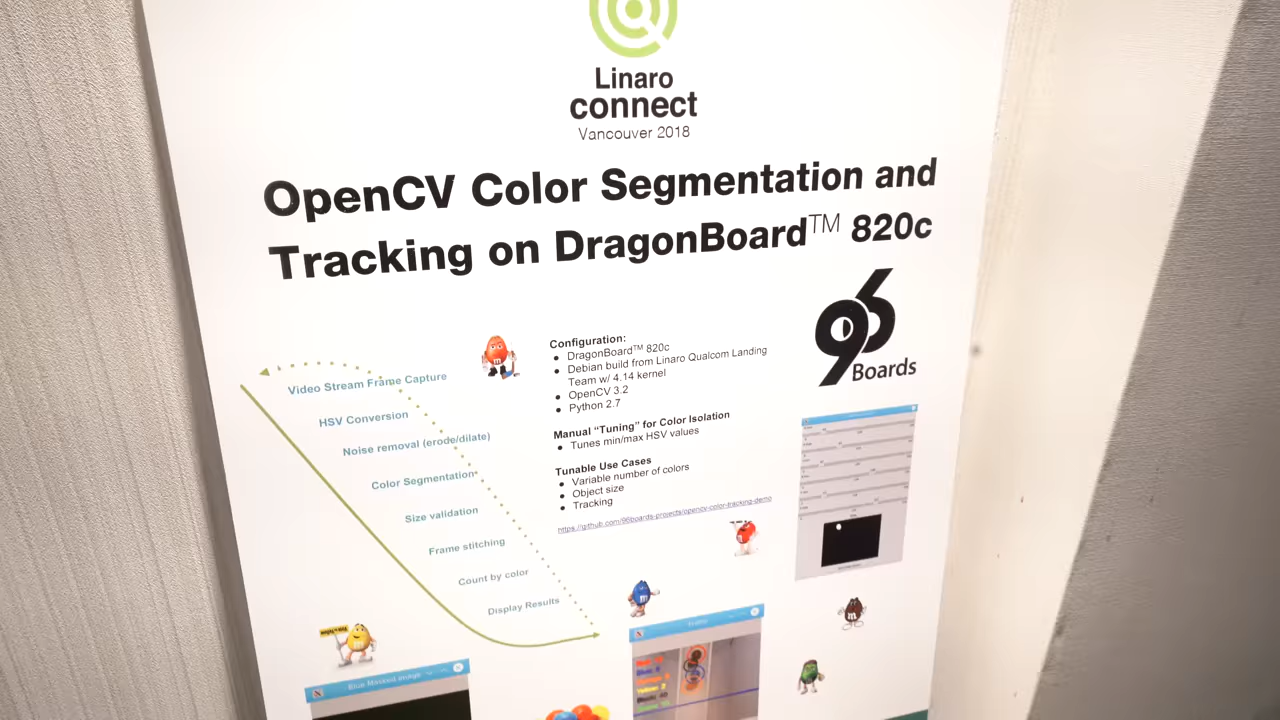 Linaro
connect
Vancouver 2018
OpenCV Color Segmentation and
Tracking on DragonBoard™ 820c
96
Boards
Configuration:
● DragonBoard™ 820c
● Debian build from Linaro Qualcom Landing
Team w/ 4.14 kernel
● OpenCV 3.2
● Python 2.7
Manual “Tuning” for Color Isolation
● Tunes min/max HSV values
Tunable Use Cases
● Variable number of colors
● Object size
● Tracking
https://github.com/96boards-projects/opencv-color-tracking-demo
Video Stream Frame Capture
HSV Conversion
Noise removal (erode/dilate)
Color Segmentation
Size validation
Frame stitching
Count by color
Display Results
Blue Masked image